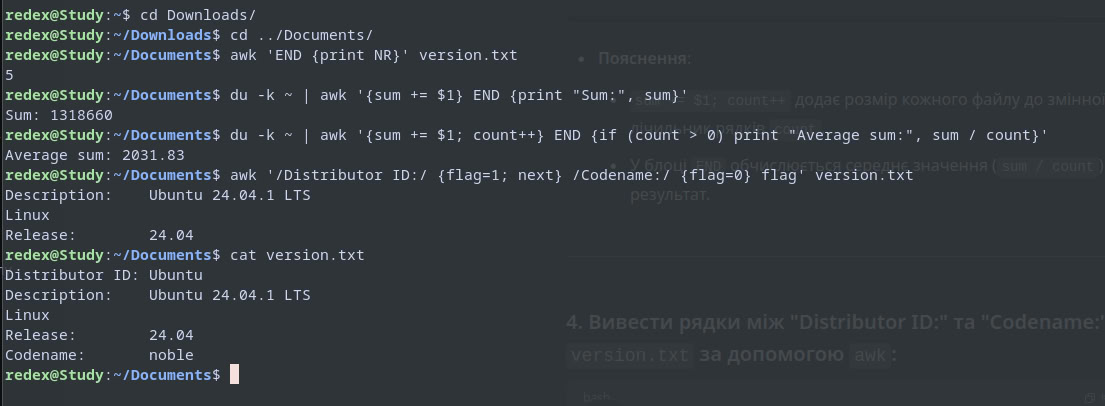 redex@Study:~$ cd Downloads/
redex@Study:~/Downloads$ cd ../Documents/
redex@Study:~/Documents$ awk 'END {print NR}' version.txt
5
redex@Study:~/Documents$ du -k ~ | awk '{sum += $1} END {print "Sum:", sum}'
Sum: 1318660
redex@Study:~/Documents$ du -k ~ | awk '{sum += $1; count++} END {if (count > 0) print "Average sum:", sum / count}'
Average sum: 2031.83
redex@Study:~/Documents$ awk '/Distributor ID:/ {flag=1; next} /Codename:/ {flag=0} flag' version.txt
Description:    Ubuntu 24.04.1 LTS
Linux
Release:        24.04
redex@Study:~/Documents$ cat version.txt
Distributor ID: Ubuntu
Description:    Ubuntu 24.04.1 LTS
Linux
Release:        24.04
Codename:       noble
redex@Study:~/Documents$
Пояснення:
$1; count++ додає розмір кожного файлу до змінної
У блоці END обчислюється середнє значення (sum / count)
результат.
4. Вивести рядки між "Distributor ID:" та "Codename:"
version.txt за допомогою awk:
bash